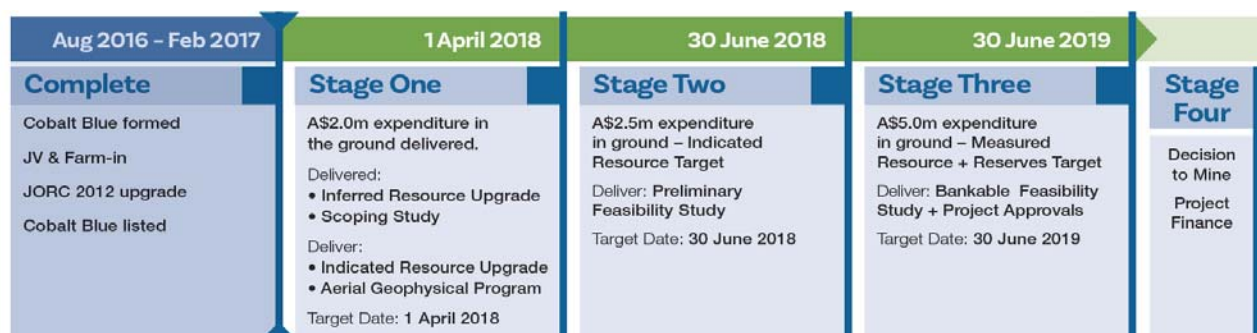 Aug 2016 – Feb 2017
1 April 2018
30 June 2018
30 June 2019
Complete
Cobalt Blue formed
JV & Farm-in
JORC 2012 upgrade
Cobalt Blue listed
Stage One
A$2.0m expenditure in
the ground delivered.
Delivered:
• Inferred Resource Upgrade
• Scoping Study
Deliver:
• Indicated Resource Upgrade
• Aerial Geophysical Program
Target Date: 1 April 2018
Stage Two
A$2.5m expenditure
in ground – Indicated
Resource Target
Deliver: Preliminary
Feasibility Study
Target Date: 30 June 2018
Stage Three
A$5.0m expenditure
in ground – Measured
Resource + Reserves Target
Deliver: Bankable Feasibility
Study + Project Approvals
Target Date: 30 June 2019
Stage
Four
Decision
to Mine
Project
Finance